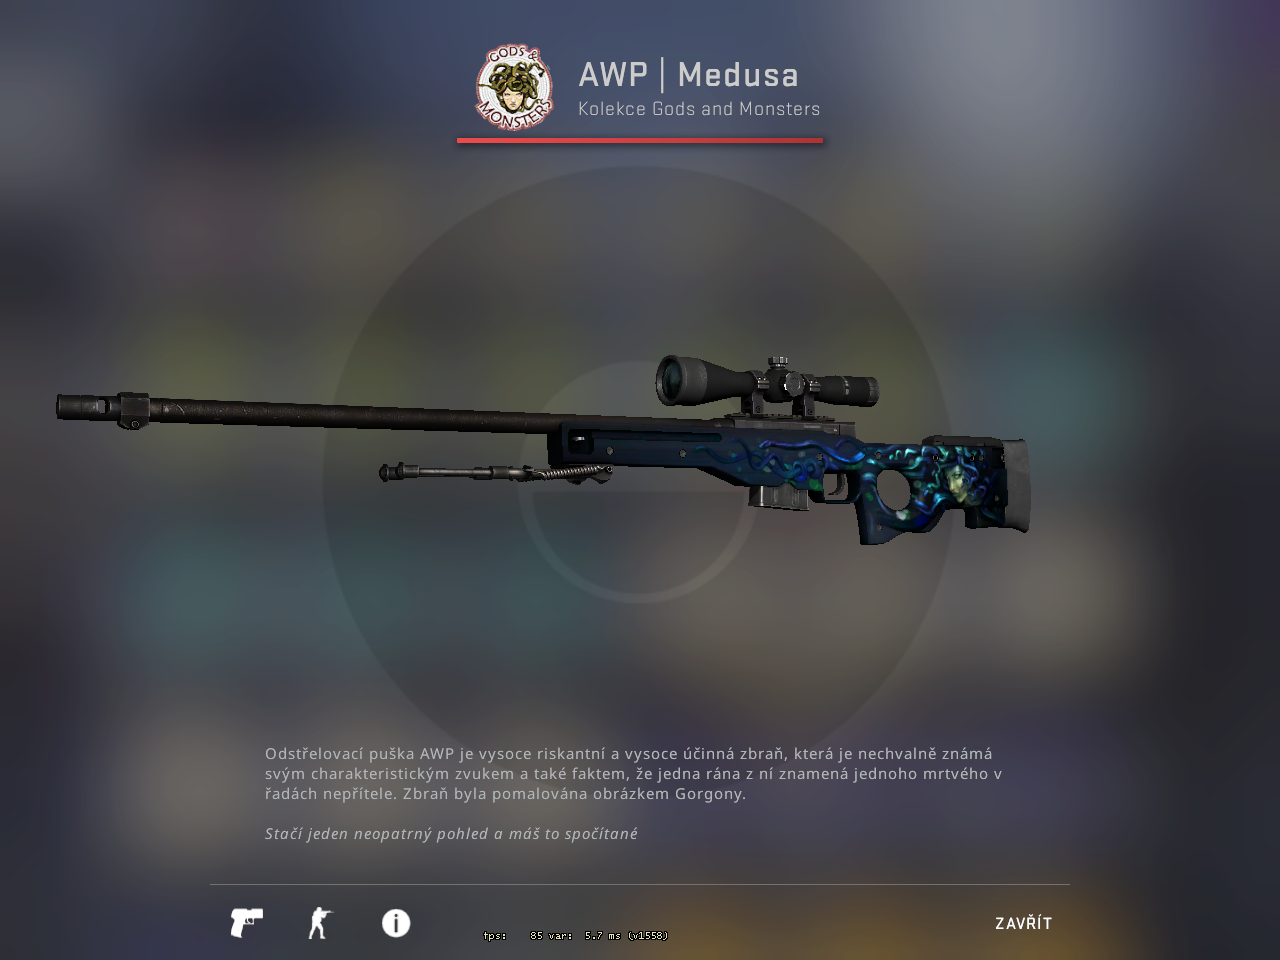 GODS &
MONSTERS
AWP | Medusa
Kolekce Gods and Monsters
Odstřelovací puška AWP je vysoce riskantní a vysoce účinná zbraň, která je nechvalně známá
svým charakteristickým zvukem a také faktem, že jedna rána z ní znamená jednoho mrtvého v
řadách nepřítele. Zbraň byla pomalována obrázkem Gorgony.
Stačí jeden neopatrný pohled a máš to spočítané
ZAVŘÍT
fps: 85 var: 5.7 ms (v1558)